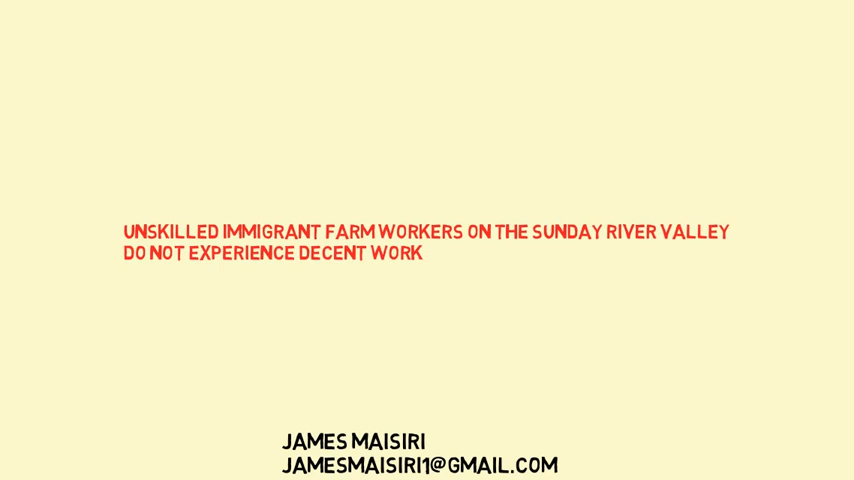 UNSKILLED IMMIGRANT FARM WORKERS ON THE SUNDAY RIVER VALLEY
DO NOT EXPERIENCE DECENT WORK
JAMES MAISIRI
JAMESMAISIRI1@GMAIL.COM